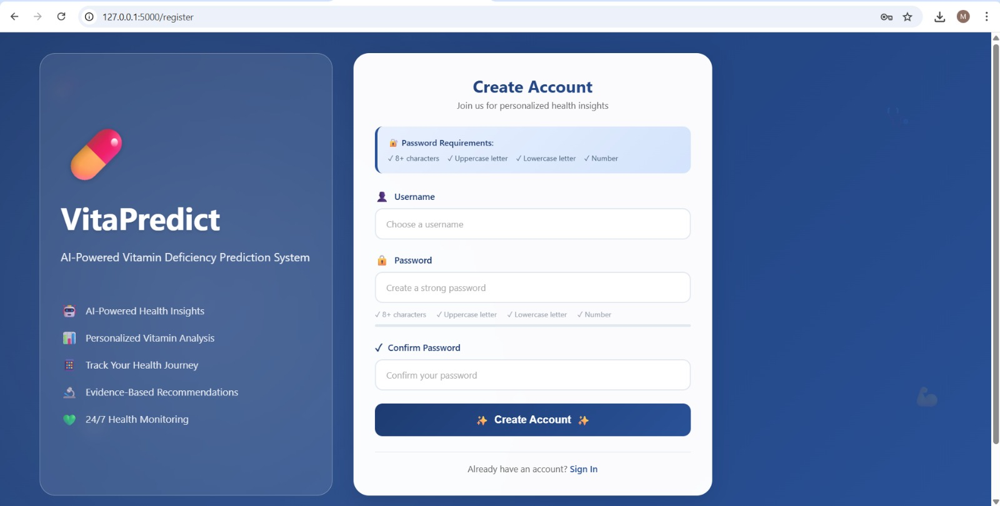 127.0.0.1:5000/register
M
VitaPredict
AI-Powered Vitamin Deficiency Prediction System
AI-Powered Health Insights
Personalized Vitamin Analysis
Track Your Health Journey
Evidence-Based Recommendations
24/7 Health Monitoring
Create Account
Join us for personalized health insights
Password Requirements:
✓ 8+ characters ✓ Uppercase letter ✓ Lowercase letter ✓ Number
Username
Choose a username
Password
Create a strong password
✓ 8+ characters ✓ Uppercase letter ✓ Lowercase letter ✓ Number
✓ Confirm Password
Confirm your password
✨ Create Account ✨
Already have an account? Sign In